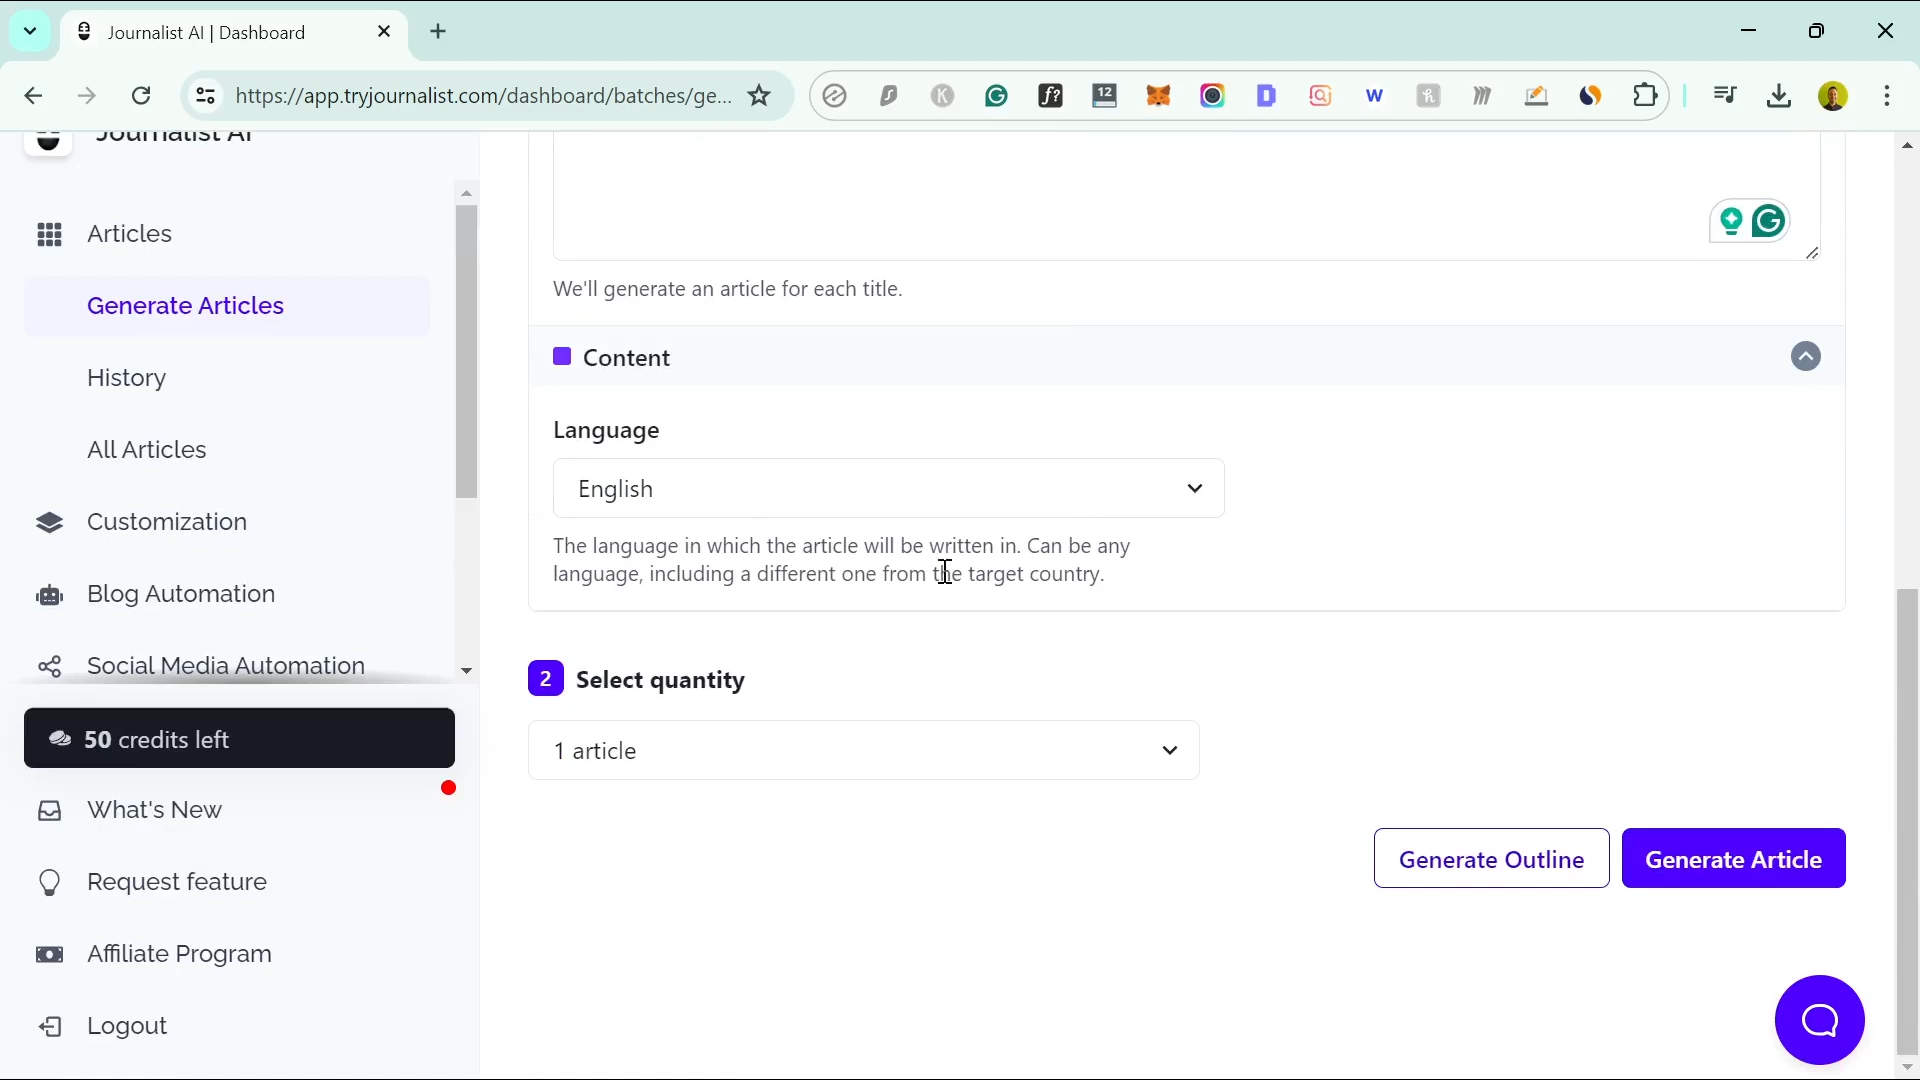 Journalist AI | Dashboard
https://app.tryjournalist.com/dashboard/batches/ge...
12
f?
K
W
h
Journalist AI
Articles
Generate Articles
History
All Articles
Customization
Blog Automation
Social Media Automation
50 credits left
What's New
Request feature
Affiliate Program
Logout
We'll generate an article for each title.
Content
Language
English
The language in which the article will be written in. Can be any
language, including a different one from the target country.
2 Select quantity
1 article
Generate Outline
Generate Article